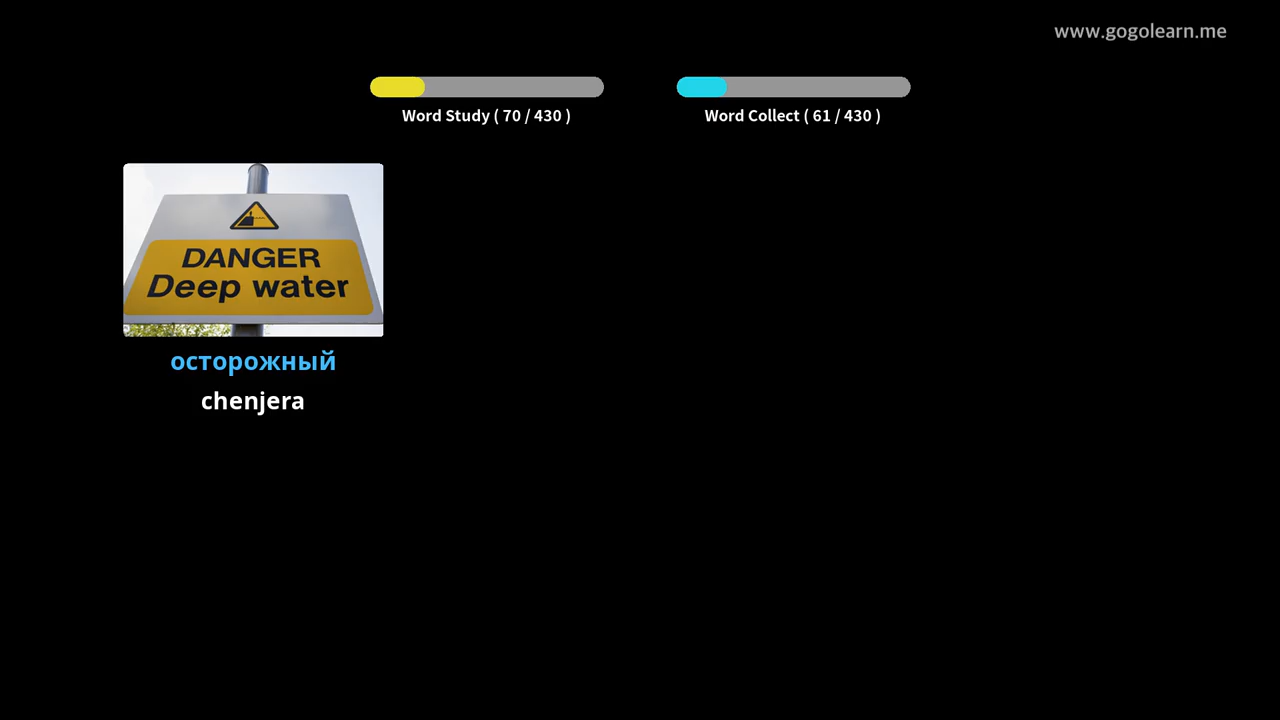 www.gogolearn.me
Word Study ( 70 / 430 )
Word Collect ( 61 / 430 )
DANGER
Deep water
осторожный
chenjera